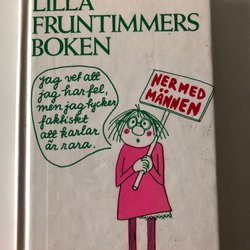 LILLA
FRUNTIMMERS
BOKEN
jag vet att
jag har fel,
men jag tycker
faktiskt
att karlar
är rara.
NER MED
MÄNNEN